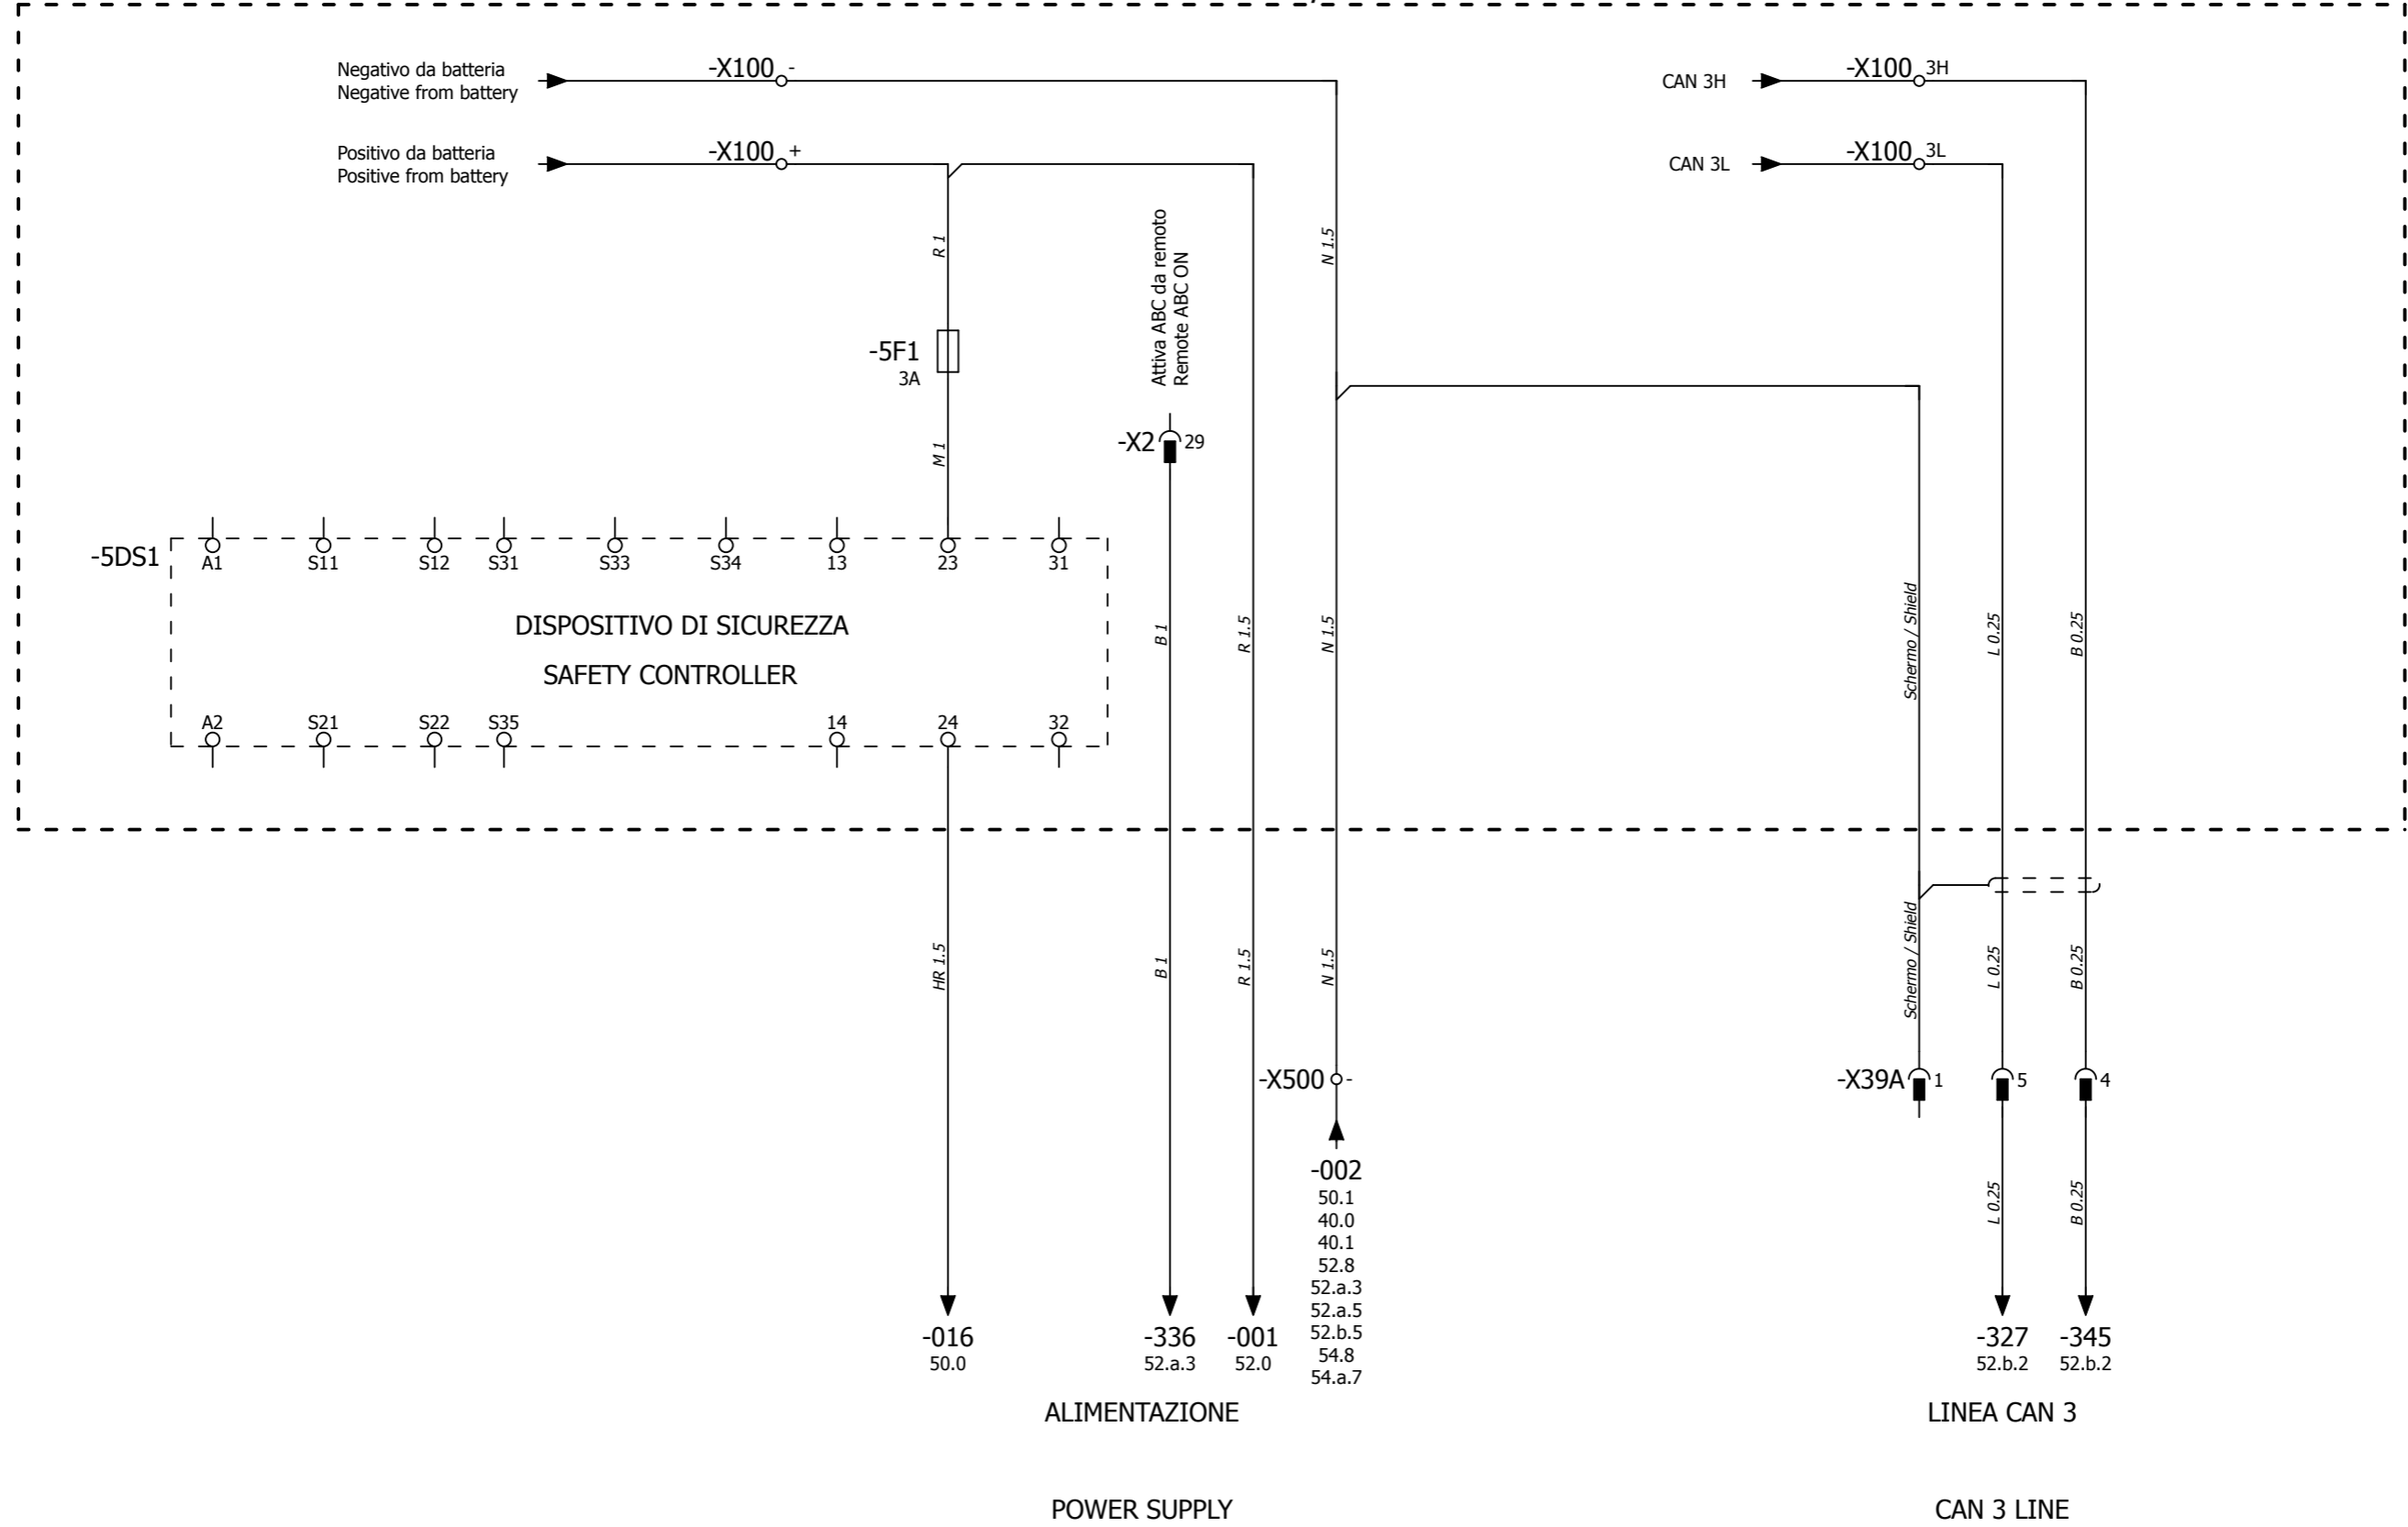 Negativo da batteria
Negative from battery
-X100 -
CAN 3H
-X100 3H
Positivo da batteria
Positive from battery
-X100 +
CAN 3L
-X100 3L
R 1
Attiva ABC da remoto
Remote ABC ON
N 1.5
-5F1
3A
M 1
-X2 29
-5DS1
A1 S11 S12 S31 S33 S34 13 23 31
DISPOSITIVO DI SICUREZZA
SAFETY CONTROLLER
A2 S21 S22 S35 14 24 32
B 1
R 1.5
N 1.5
Schermo / Shield
L 0.25
B 0.25
HR 1.5
B 1
R 1.5
N 1.5
Schermo / Shield
L 0.25
B 0.25
-X500 -
-X39A 1 5 4
L 0.25
B 0.25
-002
50.1
40.0
40.1
52.8
52.a.3
52.a.5
52.b.5
54.8
54.a.7
-016
50.0
-336
52.a.3
-001
52.0
-327
52.b.2
-345
52.b.2
ALIMENTAZIONE
LINEA CAN 3
POWER SUPPLY
CAN 3 LINE